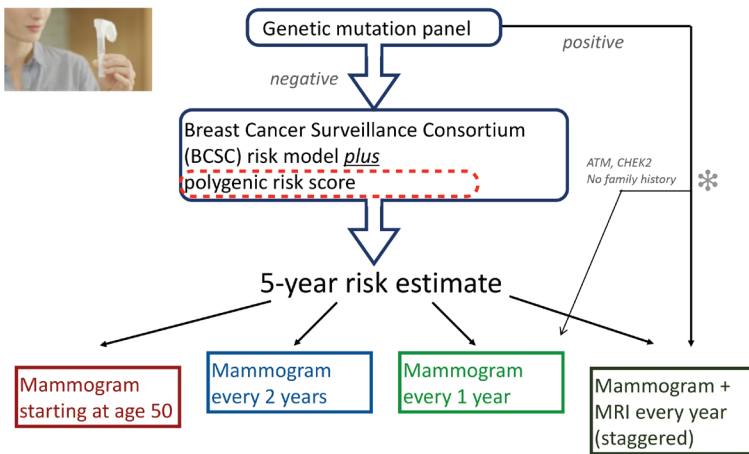 Genetic mutation panel
positive
negative
Breast Cancer Surveillance Consortium
(BCSC) risk model plus
polygenic risk score
ATM, CHEK2
No family history
5-year risk estimate
Mammogram
starting at age 50
Mammogram
every 2 years
Mammogram
every 1 year
Mammogram +
MRI every year
(staggered)